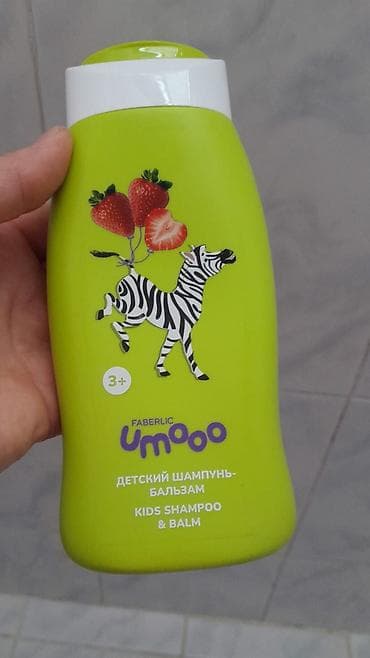 3+
FABERLIC
umooo
ДЕТСКИЙ ШАМПУНЬ-
БАЛЬЗАМ
KIDS SHAMPOO
& BALM